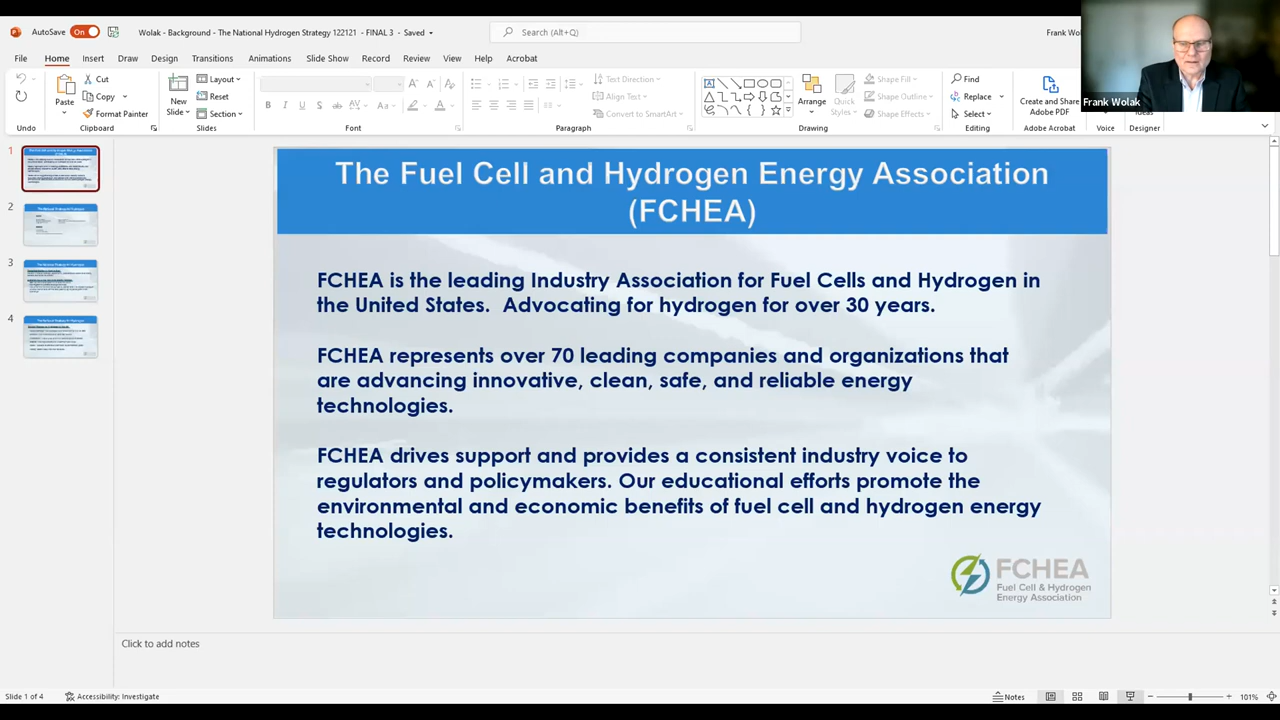 AutoSave On Wolak - Background - The National Hydrogen Strategy 122121 - FINAL 3 - Saved Search (Alt+Q) Frank Wol
File Home Insert Draw Design Transitions Animations Slide Show Record Review View Help Acrobat
Frank Wolak
Undo
Paste
Cut
Copy
Format Painter
Clipboard
New
Slide
Layout
Reset
Section
Slides
Font
Text Direction
Align Text
Convert to SmartArt
Paragraph
Arrange
Quick
Styles
Shape Fill
Shape Outline
Shape Effects
Drawing
Find
Replace
Select
Editing
Create and Share
Adobe PDF
Adobe Acrobat
Voice
Designer
1
2
3
4
The Fuel Cell and Hydrogen Energy Association
(FCHEA)
FCHEA is the leading Industry Association for Fuel Cells and Hydrogen in
the United States. Advocating for hydrogen for over 30 years.
FCHEA represents over 70 leading companies and organizations that
are advancing innovative, clean, safe, and reliable energy
technologies.
FCHEA drives support and provides a consistent industry voice to
regulators and policymakers. Our educational efforts promote the
environmental and economic benefits of fuel cell and hydrogen energy
technologies.
FCHEA
Fuel Cell & Hydrogen
Energy Association
Click to add notes
Slide 1 of 4 Accessibility: Investigate Notes 101%